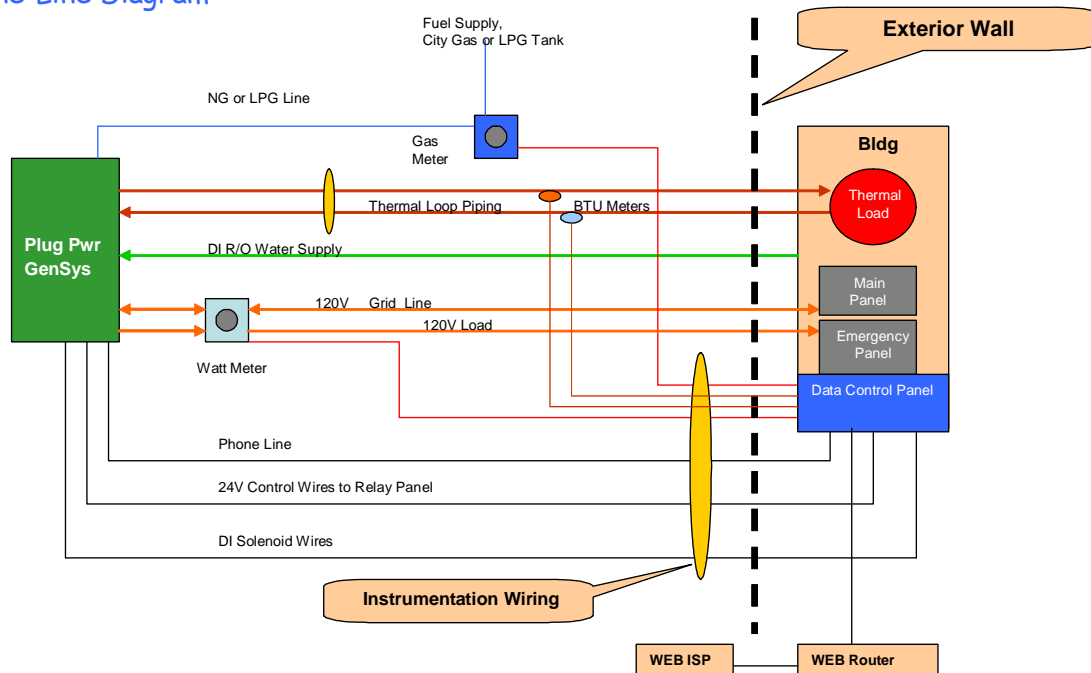 Line Diagram
Fuel Supply,
City Gas or LPG Tank
Exterior Wall
NG or LPG Line
Gas
Meter
Bldg
Thermal
Load
Thermal Loop Piping
BTU Meters
Plug Pwr
GenSys
DI R/O Water Supply
Main
Panel
120V Grid Line
120V Load
Emergency
Panel
Watt Meter
Data Control Panel
Phone Line
24V Control Wires to Relay Panel
DI Solenoid Wires
Instrumentation Wiring
WEB ISP
WEB Router